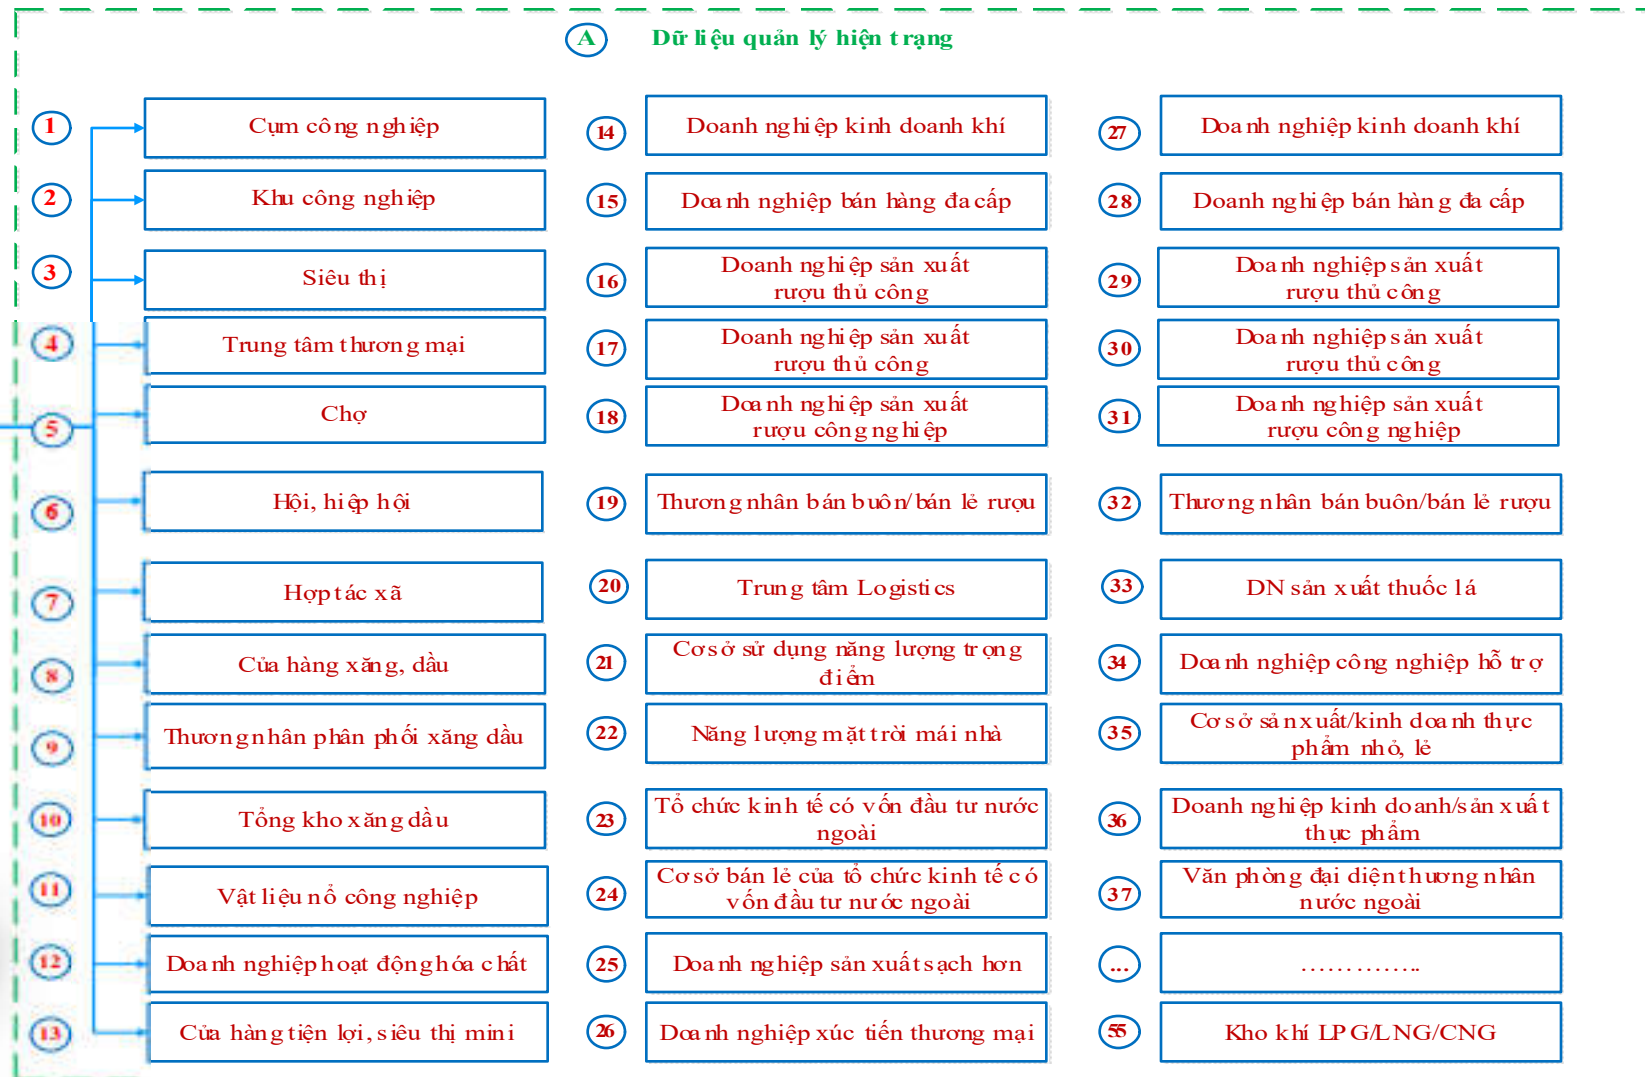 A Dữ liệu quản lý hiện trạng
1 Cụm công nghiệp
2 Khu công nghiệp
3 Siêu thị
4 Trung tâm thương mại
5 Chợ
6 Hội, hiệp hội
7 Hợp tác xã
8 Của hàng xăng, dầu
9 Thương nhân phân phối xăng dầu
10 Tổng kho xăng dầu
11 Vật liệu nổ công nghiệp
12 Doanh nghiệp hoạt động hóa chất
13 Cửa hàng tiện lợi, siêu thị mini
14 Doanh nghiệp kinh doanh khí
15 Doanh nghiệp bán hàng đa cấp
16 Doanh nghiệp sản xuất
rượu thủ công
17 Doanh nghiệp sản xuất
rượu thủ công
18 Doanh nghiệp sản xuất
rượu công nghiệp
19 Thương nhân bán buôn/bán lẻ rượu
20 Trung tâm Logistics
21 Cơ sở sử dụng năng lượng trọng
điểm
22 Năng lượng mặt trời mái nhà
23 Tổ chức kinh tế có vốn đầu tư nước
ngoài
24 Cơ sở bán lẻ của tổ chức kinh tế có
vốn đầu tư nước ngoài
25 Doanh nghiệp sản xuất sạch hơn
26 Doanh nghiệp xúc tiến thương mại
27 Doanh nghiệp kinh doanh khí
28 Doanh nghiệp bán hàng đa cấp
29 Doanh nghiệp sản xuất
rượu thủ công
30 Doanh nghiệp sản xuất
rượu thủ công
31 Doanh nghiệp sản xuất
rượu công nghiệp
32 Thương nhân bán buôn/bán lẻ rượu
33 DN sản xuất thuốc lá
34 Doanh nghiệp công nghiệp hỗ trợ
35 Cơ sở sản xuất/kinh doanh thực
phẩm nhỏ, lẻ
36 Doanh nghiệp kinh doanh/sản xuất
thực phẩm
37 Văn phòng đại diện thương nhân
nước ngoài
... …………..
55 Kho khí LPG/LNG/CNG